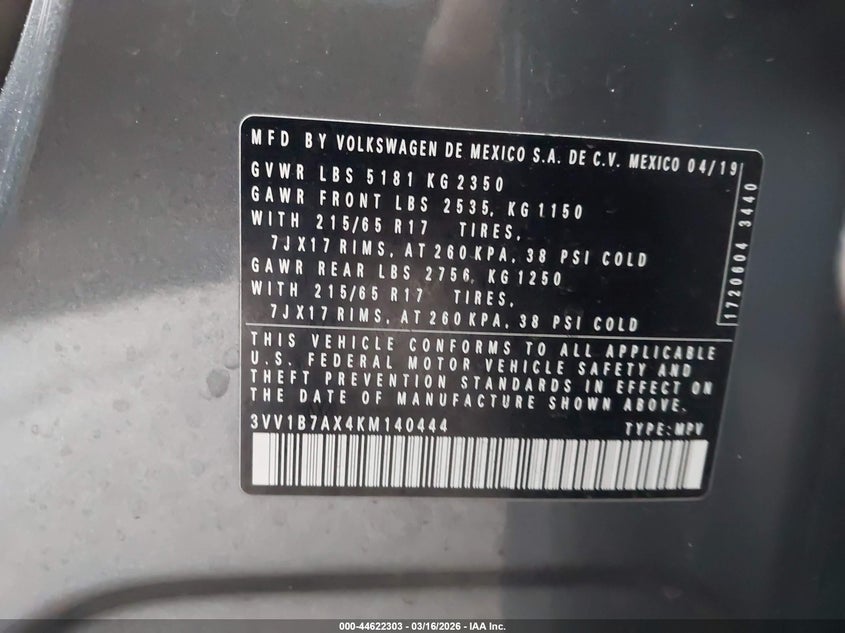 MFD BY VOLKSWAGEN DE MEXICO S.A. DE C.V. MEXICO 04/19
GVWR LBS 5181 KG 2350
GAWR FRONT LBS 2535, KG 1150
WITH 215/65 R17 TIRES,
7JX17 RIMS, AT 260 KPA, 38 PSI COLD
GAWR REAR LBS 2756, KG 1250
WITH 215/65 R17 TIRES,
7JX17 RIMS, AT 260 KPA, 38 PSI COLD
1720604 3440
THIS VEHICLE CONFORMS TO ALL APPLICABLE
U.S. FEDERAL MOTOR VEHICLE SAFETY AND
THEFT PREVENTION STANDARDS IN EFFECT ON
THE DATE OF MANUFACTURE SHOWN ABOVE.
3VV1B7AX4KM140444 TYPE:MPV
000-44622303 - 03/16/2026 - IAA Inc.